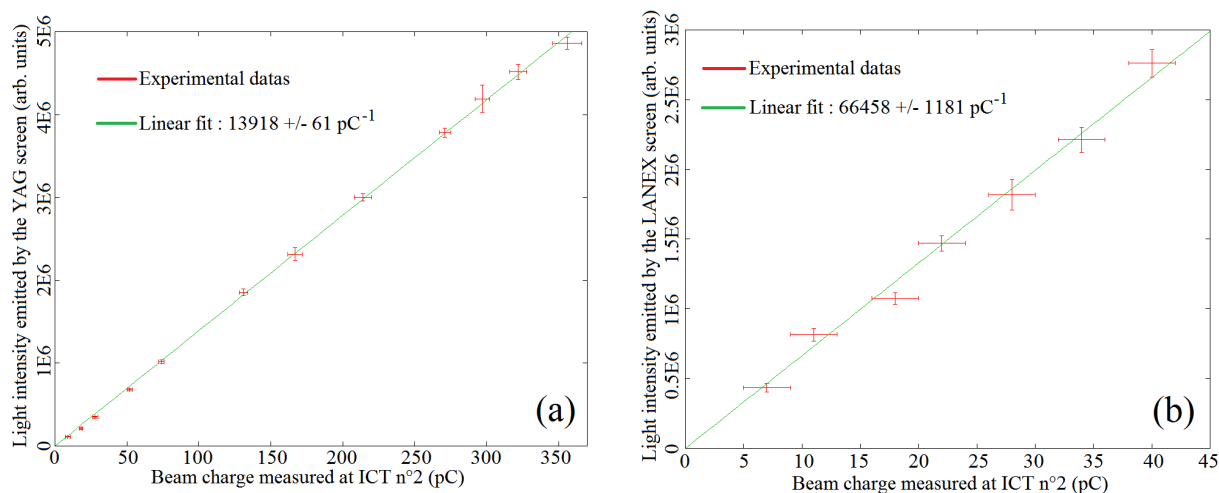 Light intensity emitted by the YAG screen (arb. units)
5E6
4E6
3E6
2E6
1E6
0
Experimental datas
Linear fit : 13918 +/- 61 pC⁻¹
(a)
0 50 100 150 200 250 300 350
Beam charge measured at ICT n°2 (pC)
Light intensity emitted by the LANEX screen (arb. units)
3E6
2.5E6
2E6
1.5E6
1E6
0.5E6
0
Experimental datas
Linear fit : 66458 +/- 1181 pC⁻¹
(b)
0 5 10 15 20 25 30 35 40 45
Beam charge measured at ICT n°2 (pC)